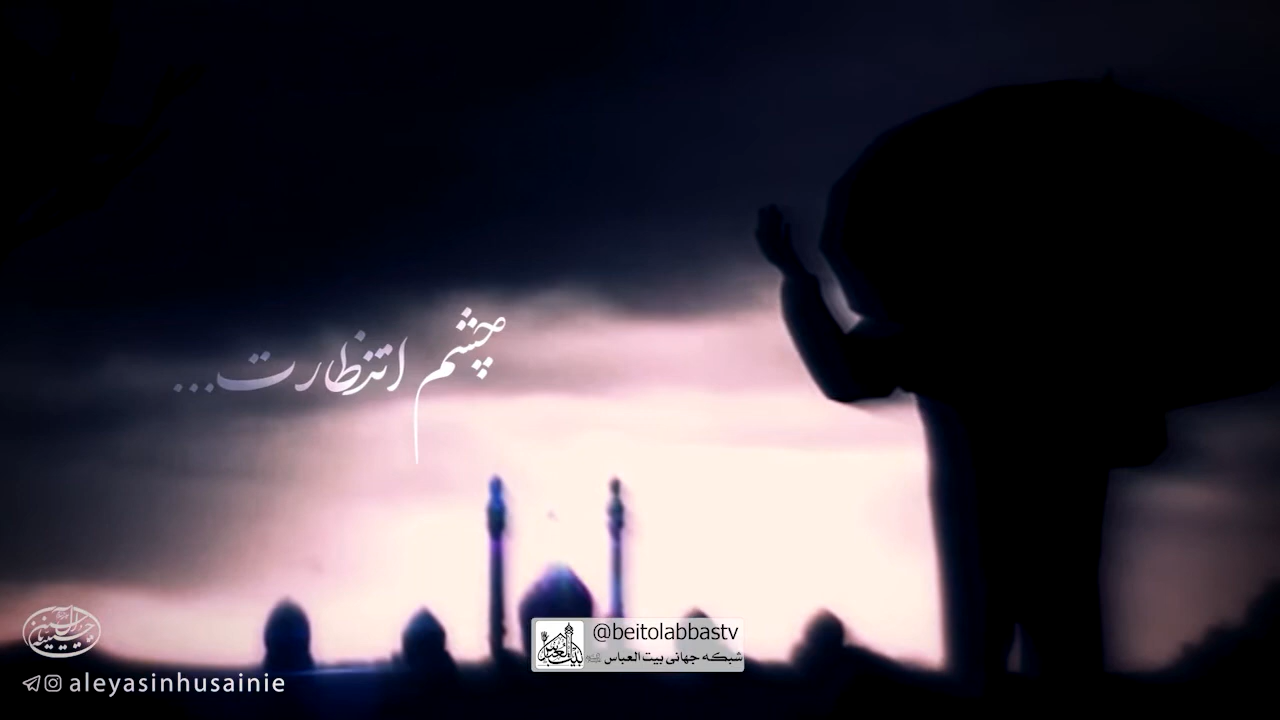 چشم انتظارت...
@beitolabbastv
شبکه جهانی بیت العباس
aleyasinhusainie